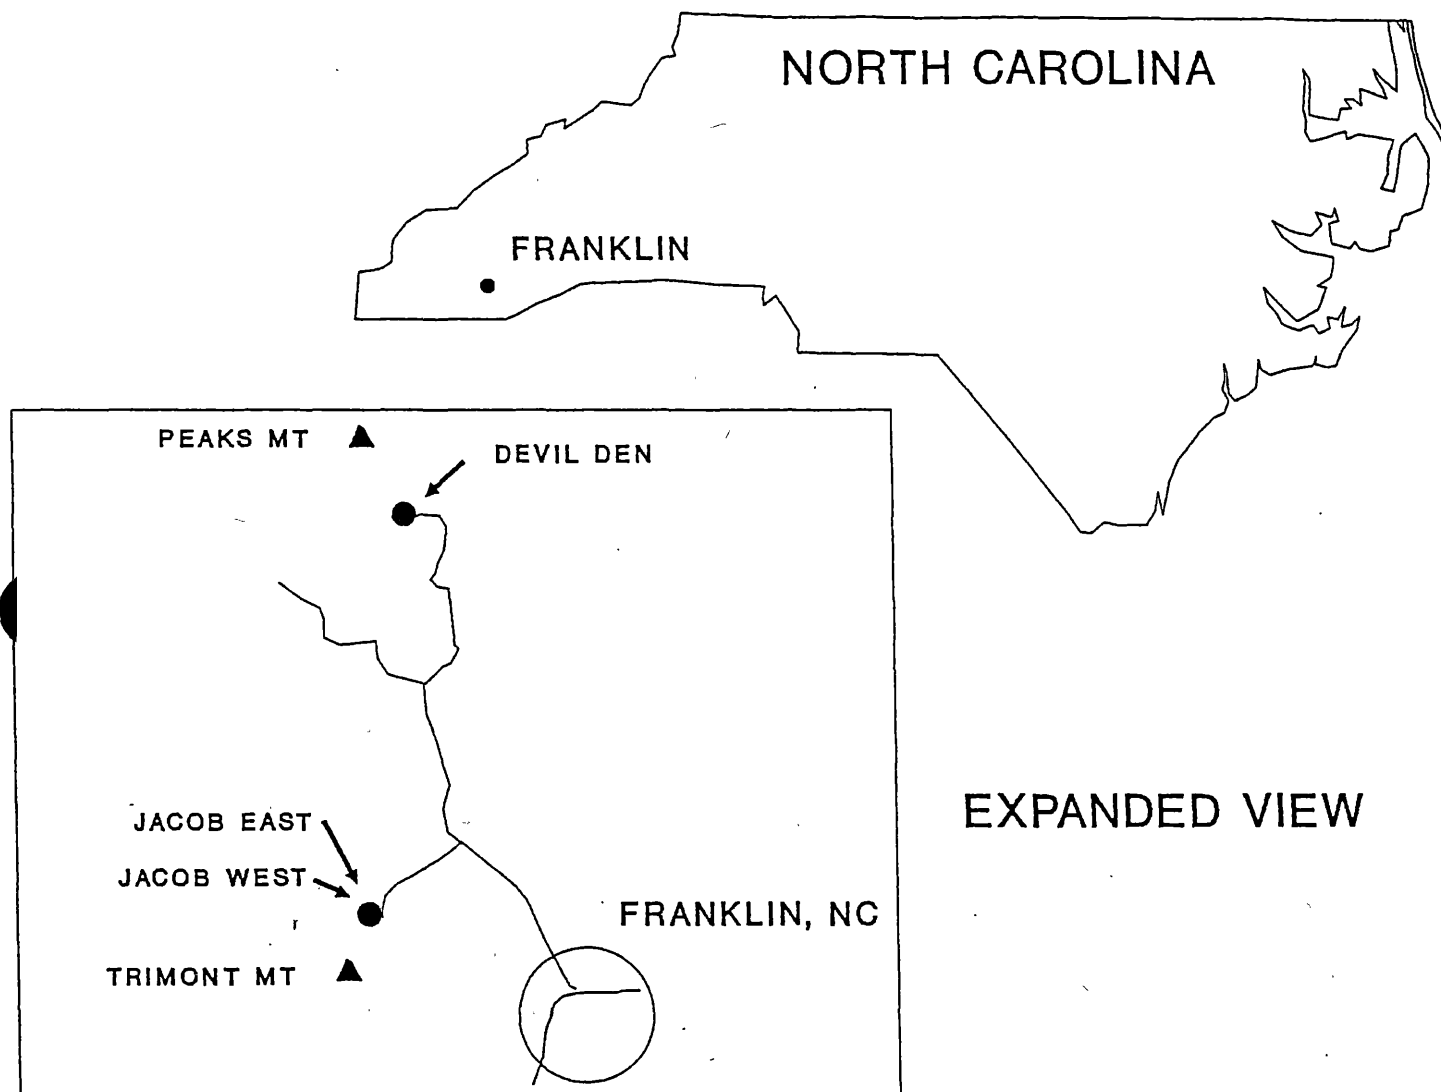 NORTH CAROLINA
FRANKLIN
PEAKS MT
DEVIL DEN
JACOB EAST
JACOB WEST
EXPANDED VIEW
FRANKLIN, NC
TRIMONT MT